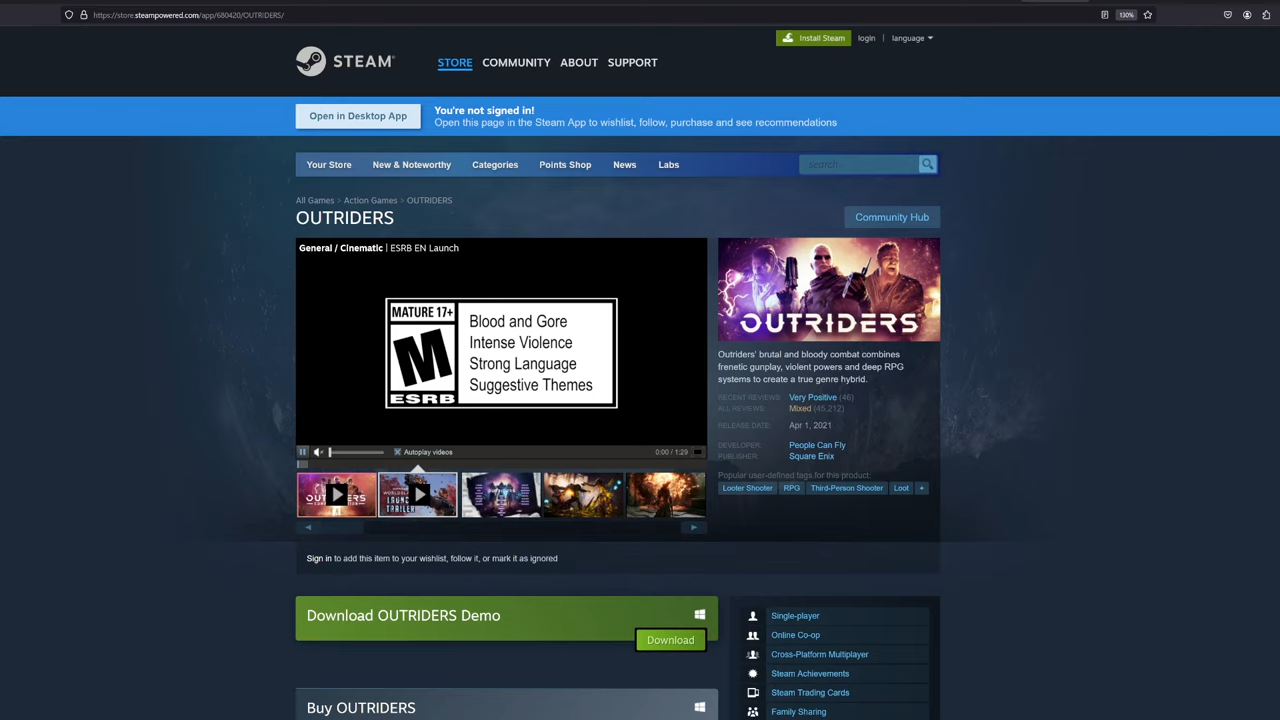 https://store.steampowered.com/app/680420/OUTRIDERS/
130%
Install Steam
login | language
STEAM®
STORE COMMUNITY ABOUT SUPPORT
Open in Desktop App
You're not signed in!
Open this page in the Steam App to wishlist, follow, purchase and see recommendations
Your Store New & Noteworthy Categories Points Shop News Labs
search
All Games > Action Games > OUTRIDERS
OUTRIDERS
Community Hub
General / Cinematic | ESRB EN Launch
MATURE 17+
M
ESRB
Blood and Gore
Intense Violence
Strong Language
Suggestive Themes
Autoplay videos
0:00 / 1:29
OUTRIDERS
WORLDSLAYER
LAUNCH
TRAILER
OUTRIDERS
Outriders' brutal and bloody combat combines
frenetic gunplay, violent powers and deep RPG
systems to create a true genre hybrid.
RECENT REVIEWS: Very Positive (46)
ALL REVIEWS: Mixed (45,212)
RELEASE DATE: Apr 1, 2021
DEVELOPER: People Can Fly
PUBLISHER: Square Enix
Popular user-defined tags for this product:
Looter Shooter RPG Third-Person Shooter Loot +
Sign in to add this item to your wishlist, follow it, or mark it as ignored
Download OUTRIDERS Demo
Download
Buy OUTRIDERS
Single-player
Online Co-op
Cross-Platform Multiplayer
Steam Achievements
Steam Trading Cards
Family Sharing